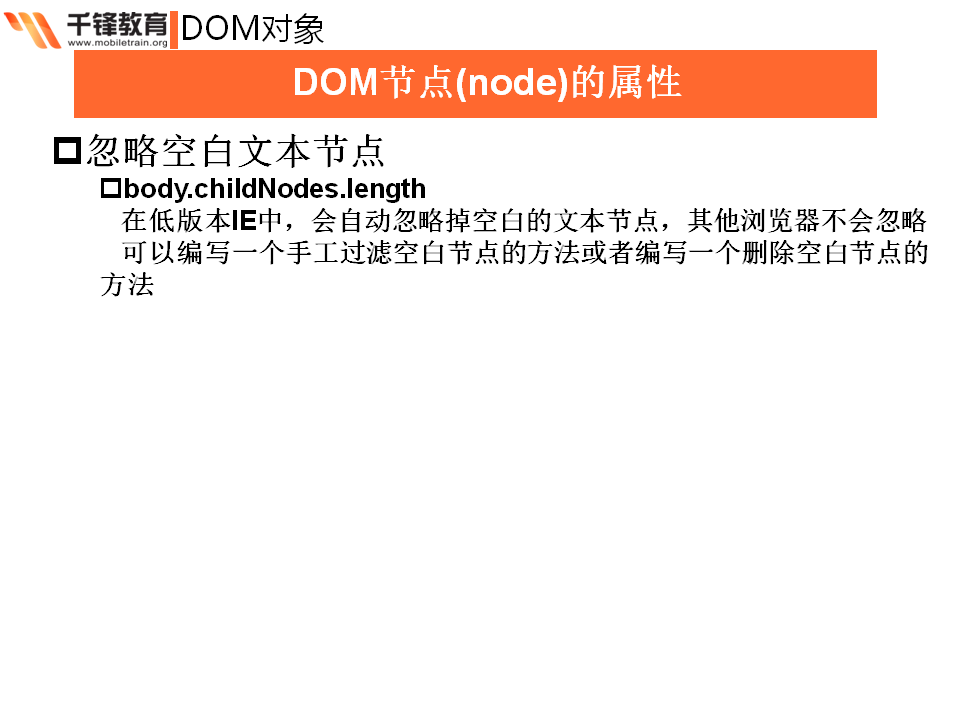 千锋教育
www.mobiletrain.org
DOM对象
DOM节点(node)的属性
忽略空白文本节点
body.childNodes.length
在低版本IE中，会自动忽略掉空白的文本节点，其他浏览器不会忽略
可以编写一个手工过滤空白节点的方法或者编写一个删除空白节点的
方法